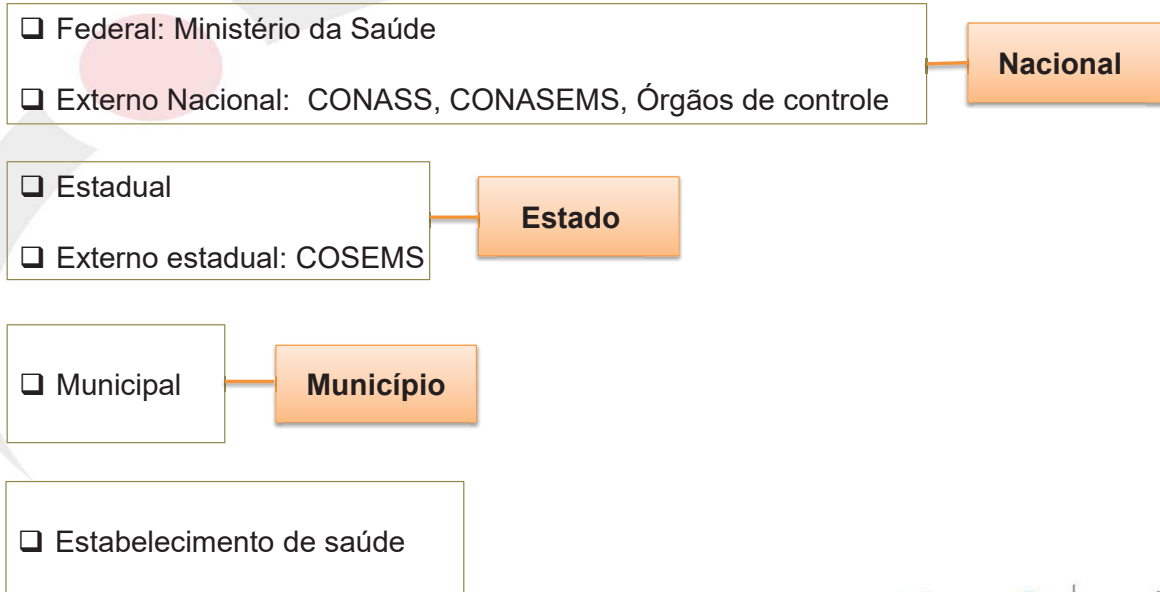 ❑ Federal: Ministério da Saúde
Nacional
❑ Externo Nacional: CONASS, CONASEMS, Órgãos de controle
❑ Estadual
Estado
❑ Externo estadual: COSEMS
❑ Municipal
Município
❑ Estabelecimento de saúde